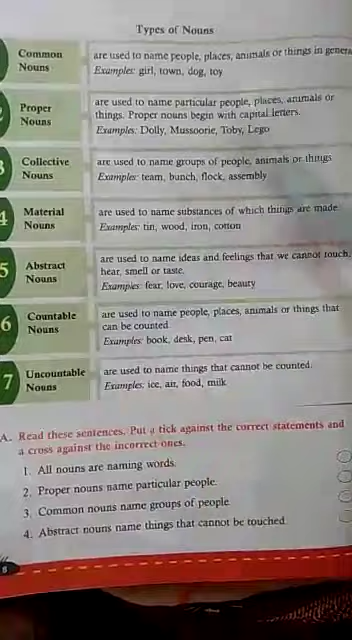 Types of Nouns
Common
Nouns
are used to name people, places, animals or things in genera
Examples: girl, town, dog, toy
2
Proper
Nouns
are used to name particular people, places, animals or
things. Proper nouns begin with capital letters.
Examples: Dolly, Mussoorie, Toby, Lego
3
Collective
Nouns
are used to name groups of people, animals or things
Examples: team, bunch, flock, assembly
4
Material
Nouns
are used to name substances of which things are made
Examples: tin, wood, iron, cotton
5
Abstract
Nouns
are used to name ideas and feelings that we cannot touch,
hear, smell or taste.
Examples: fear, love, courage, beauty
6
Countable
Nouns
are used to name people, places, animals or things that
can be counted
Examples: book, desk, pen, cat
7
Uncountable
Nouns
are used to name things that cannot be counted.
Examples: ice, air, food, milk
A. Read these sentences. Put a tick against the correct statements and
a cross against the incorrect ones.
1. All nouns are naming words.
2. Proper nouns name particular people.
3. Common nouns name groups of people.
4. Abstract nouns name things that cannot be touched.